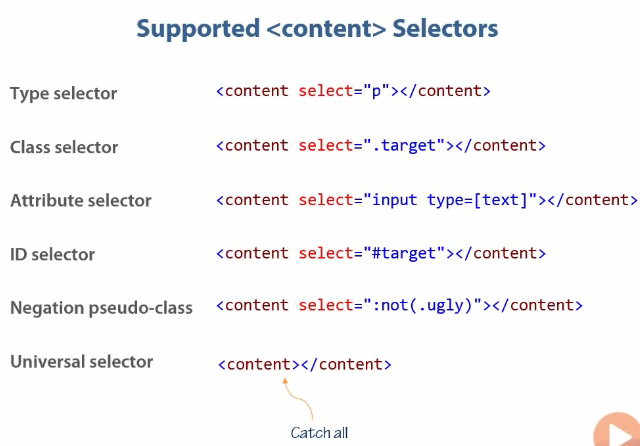 Supported <content> Selectors
Type selector <content select="p"></content>
Class selector <content select=".target"></content>
Attribute selector <content select="input type=[text]"></content>
ID selector <content select="#target"></content>
Negation pseudo-class <content select=":not(.ugly)"></content>
Universal selector <content></content>
Catch all